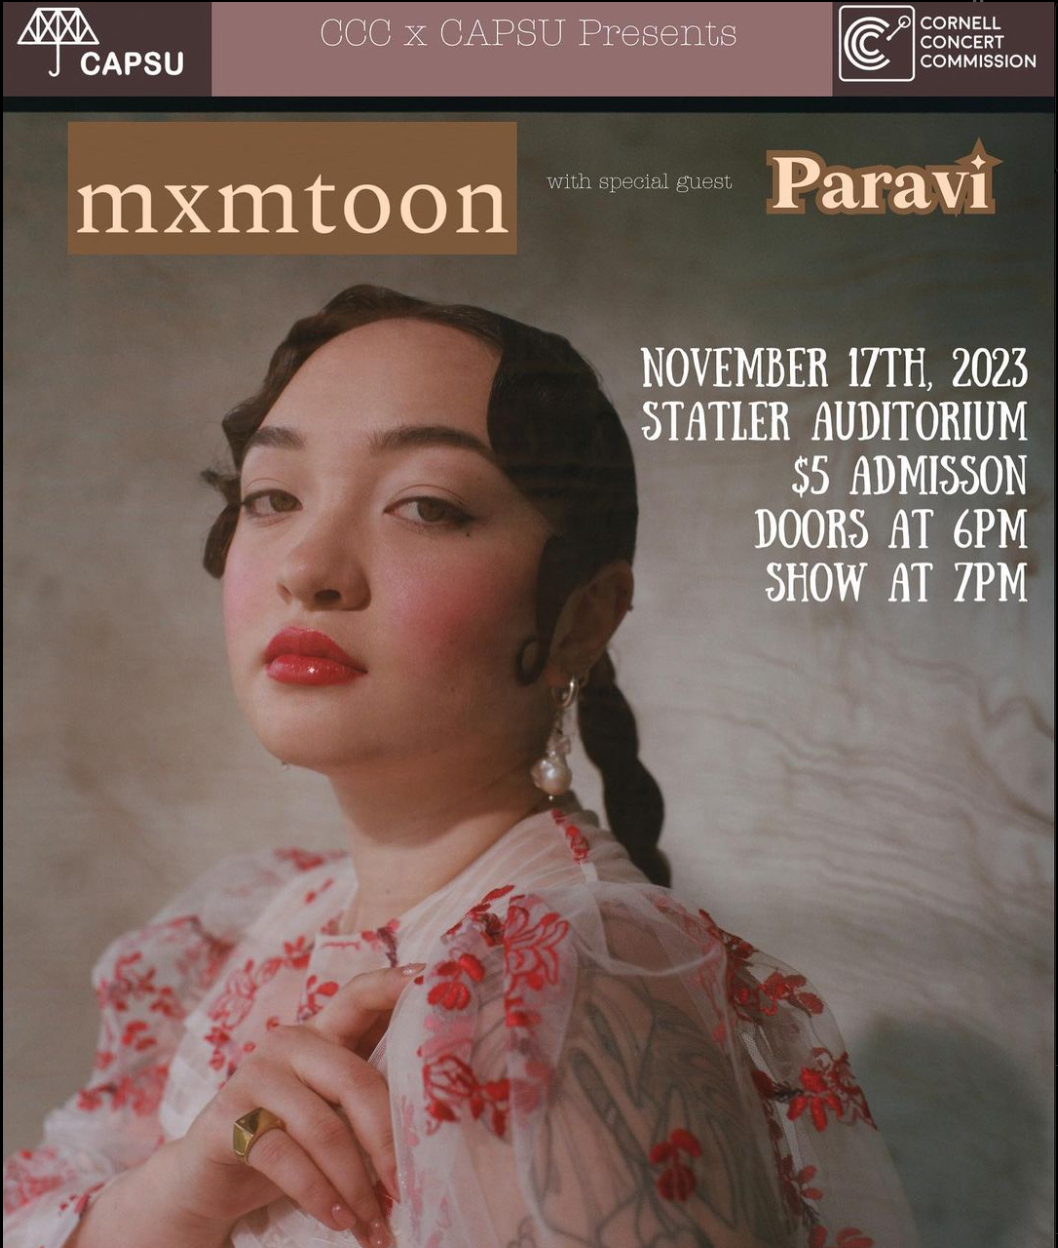 CAPSU
CCC x CAPSU Presents
CORNELL
CONCERT
COMMISSION
mxmtoon
with special guest
Paravi
NOVEMBER 17TH, 2023
STATLER AUDITORIUM
$5 ADMISSON
DOORS AT 6PM
SHOW AT 7PM